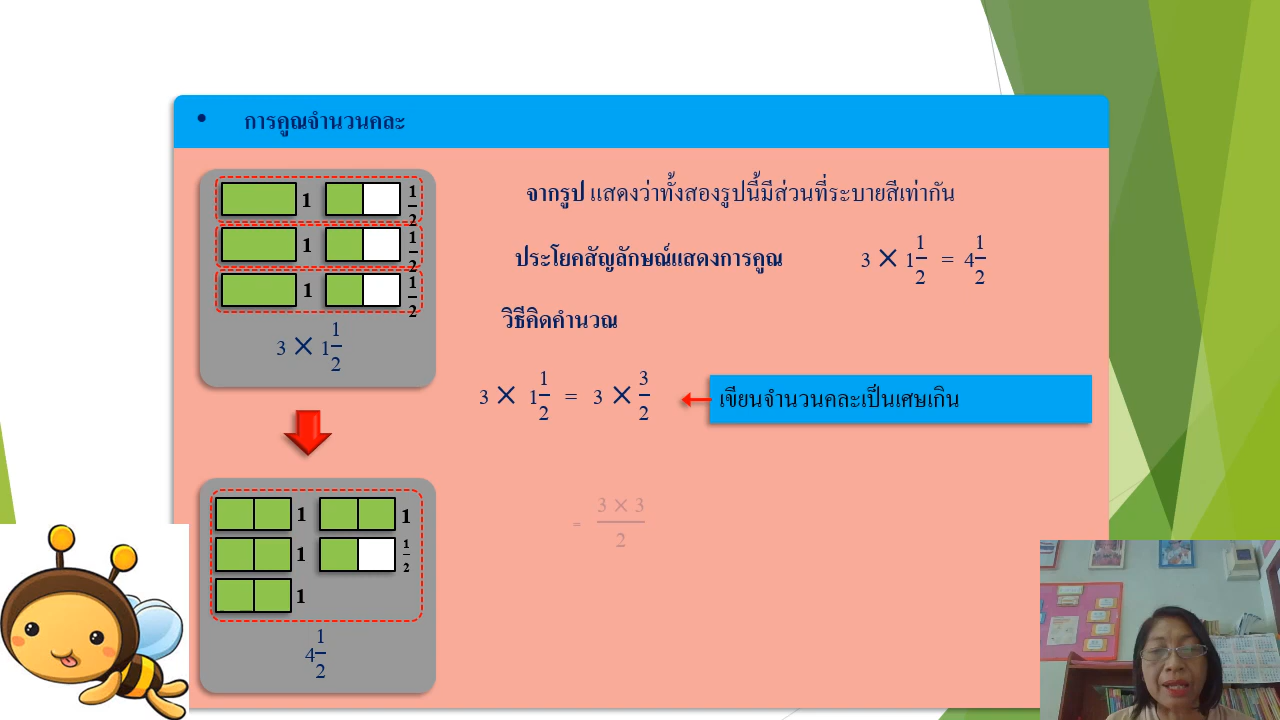 • การคูณจำนวนคละ
1 1/2
1 1/2
1 1/2
3 × 1 1/2
1 1
1 1/2
1
4 1/2
จากรูป แสดงว่าทั้งสองรูปนี้มีส่วนที่ระบายสีเท่ากัน
ประโยคสัญลักษณ์แสดงการคูณ 3 × 1 1/2 = 4 1/2
วิธีคิดคำนวณ
3 × 1 1/2 = 3 × 3/2
เขียนจำนวนคละเป็นเศษเกิน
= 3 × 3 / 2